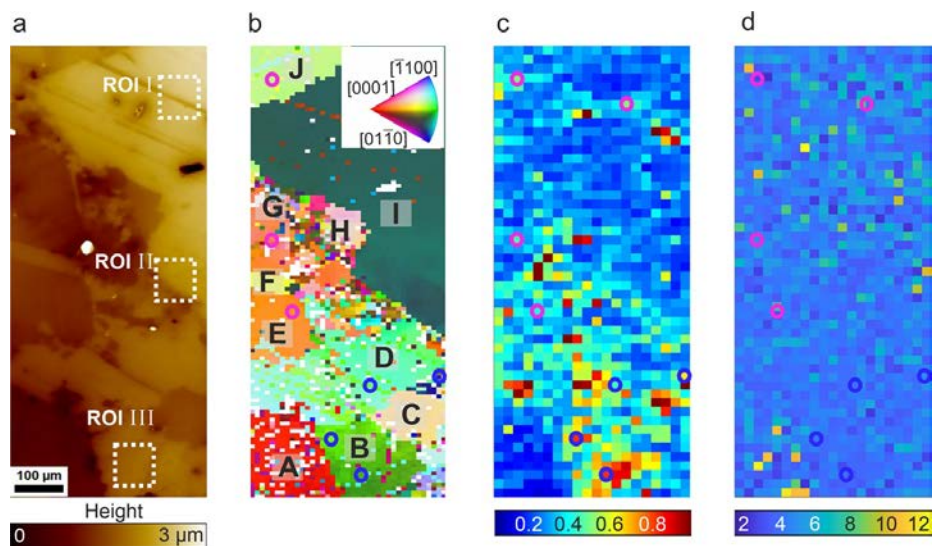 a
b
c
d
ROI I
J
[1̅100]
[0001]
[011̅0]
G
H
I
ROI II
F
E
D
C
ROI III
B
A
100 µm
Height
0
3 µm
0.2 0.4 0.6 0.8
2 4 6 8 10 12